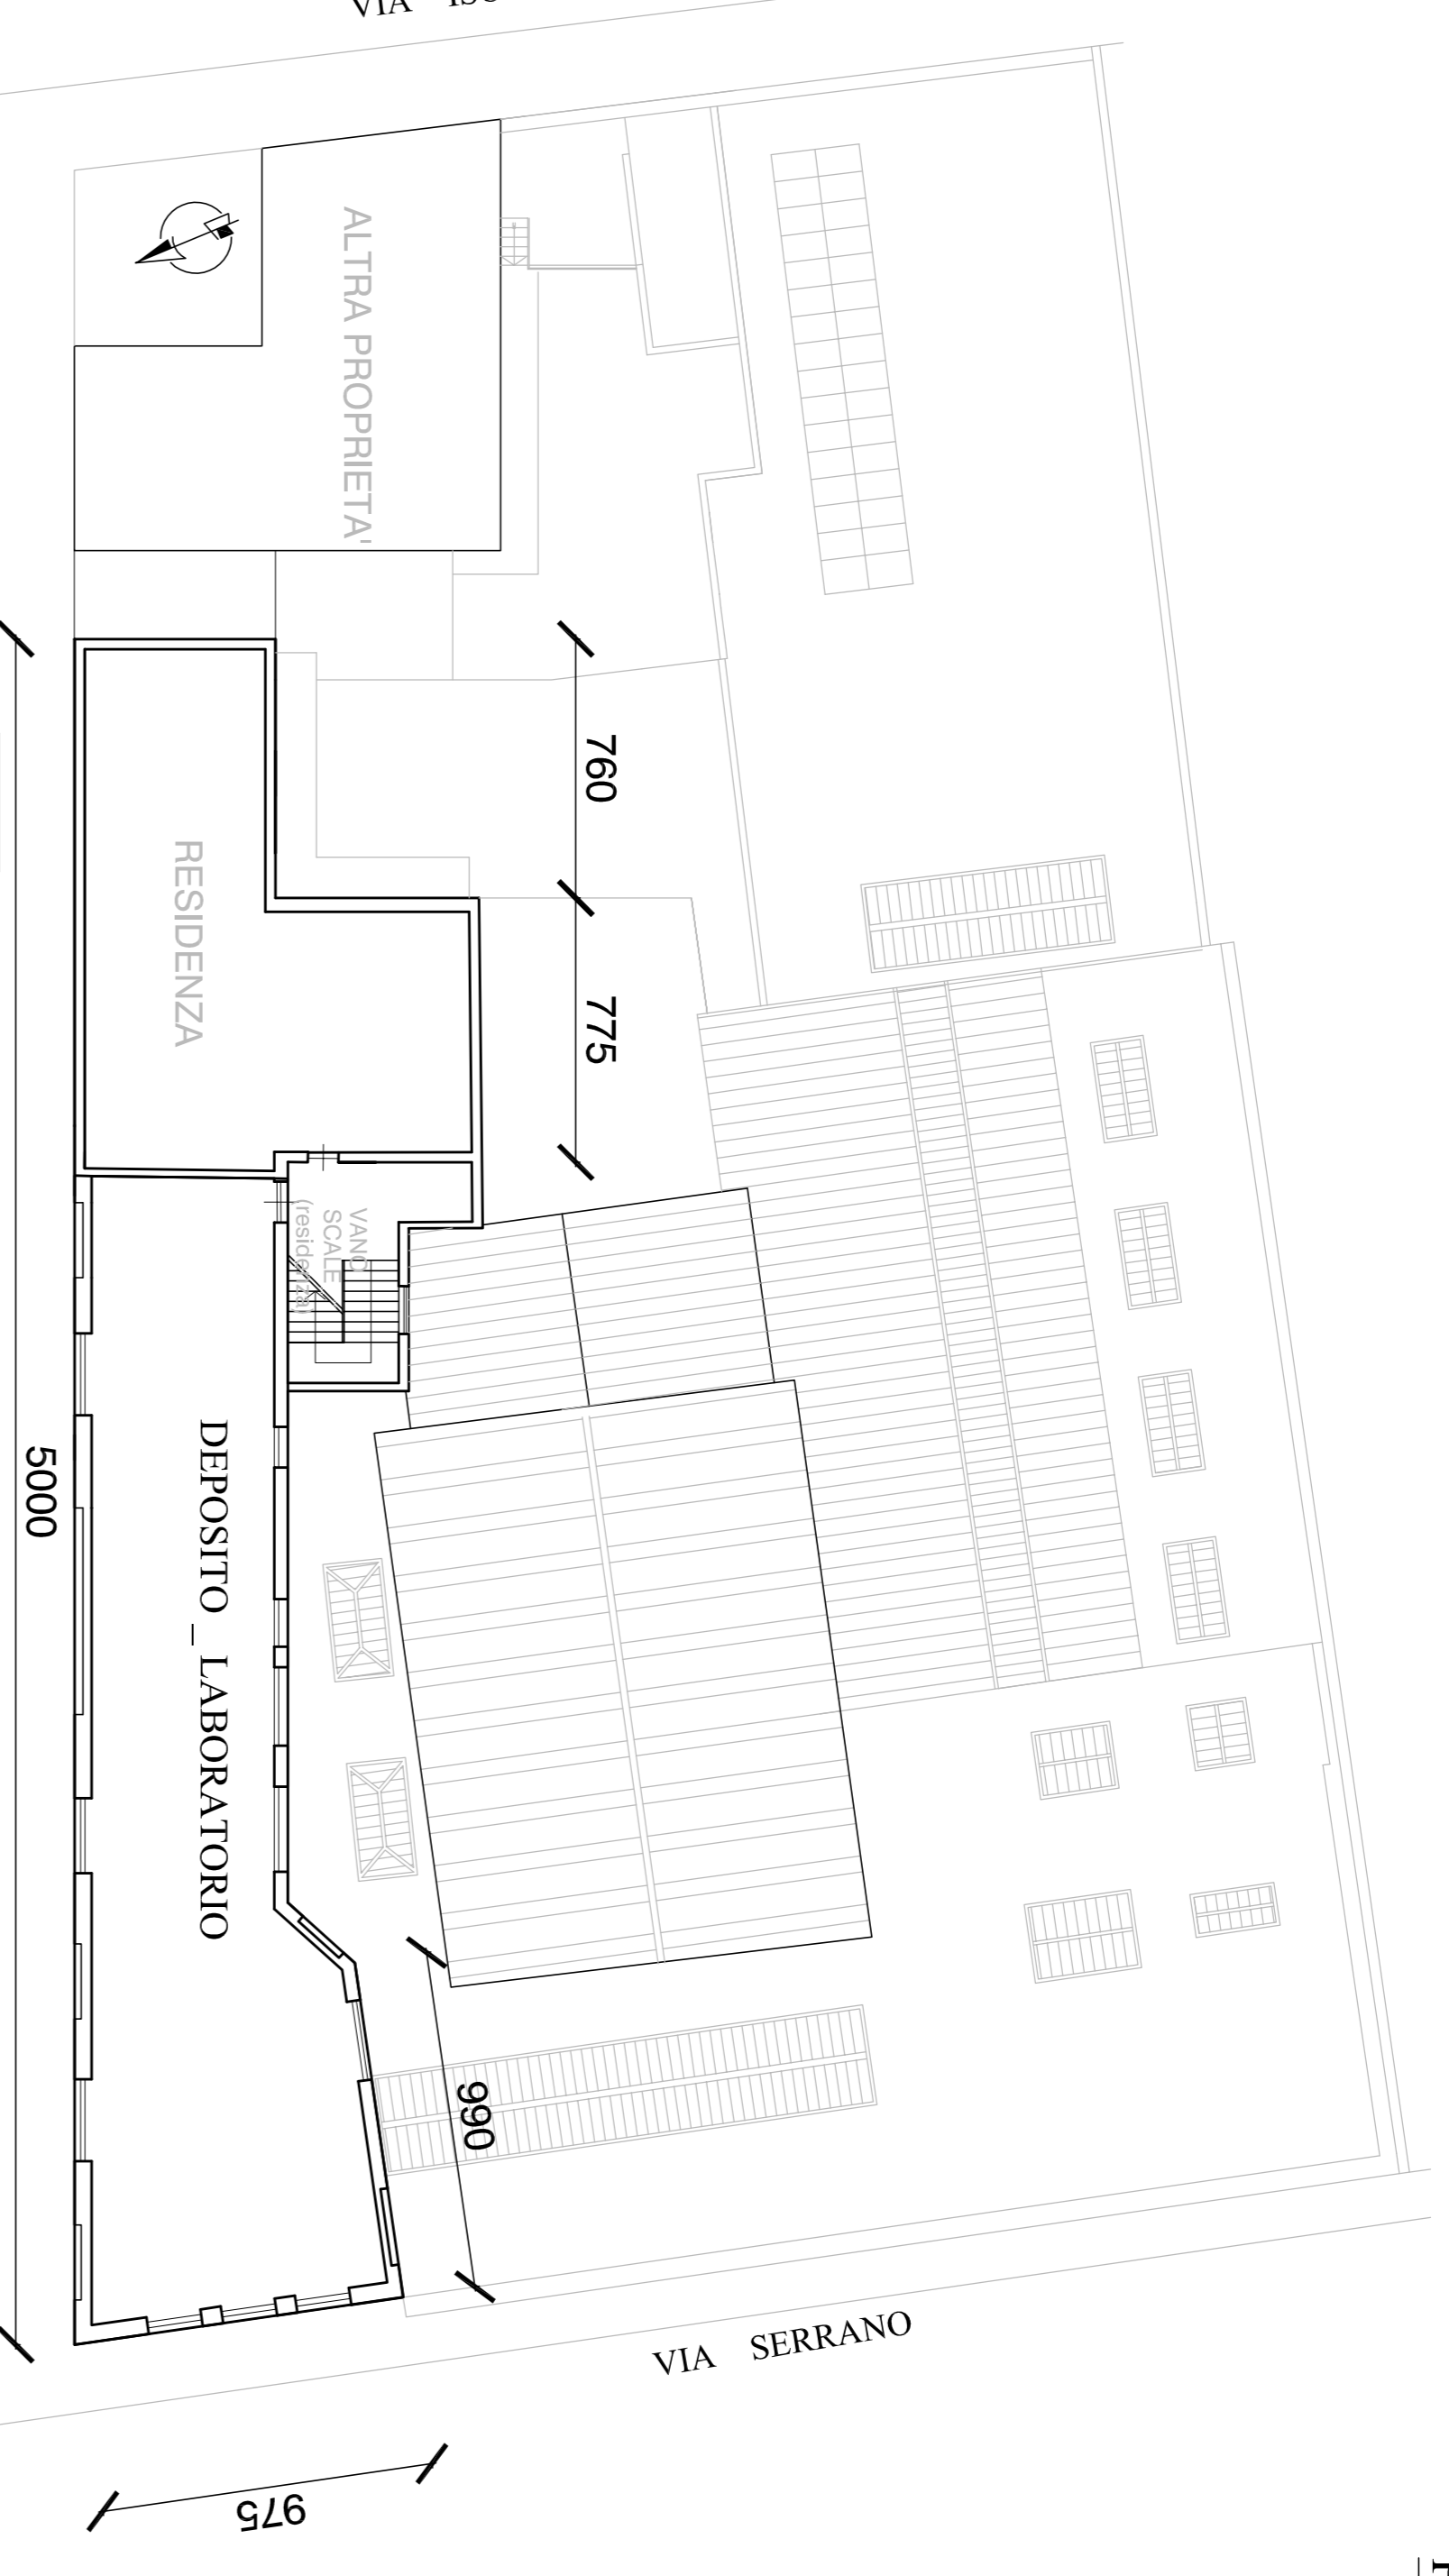 VIA
ALTRA PROPRIETA'
760
RESIDENZA
775
VANO
SCALE
(residenza)
5000
DEPOSITO _ LABORATORIO
990
VIA SERRANO
975